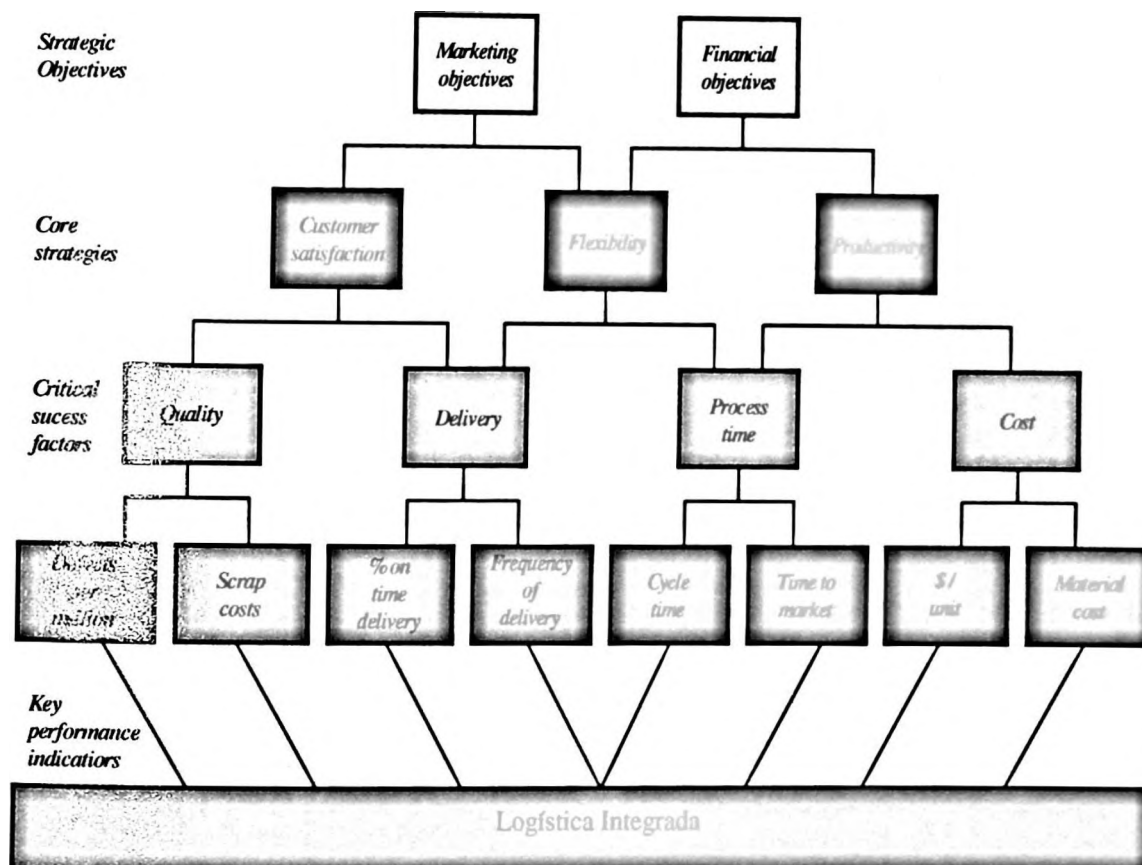 Strategic
Objectives
Marketing
objectives
Financial
objectives
Core
strategies
Customer
satisfaction
Flexibility
Productivity
Critical
sucess
factors
Quality
Delivery
Process
time
Cost
Scrap
costs
% on
time
delivery
Frequency
of
delivery
Cycle
time
Time to
market
$ /
unit
Material
cost
Key
performance
indicatiors
Logística Integrada